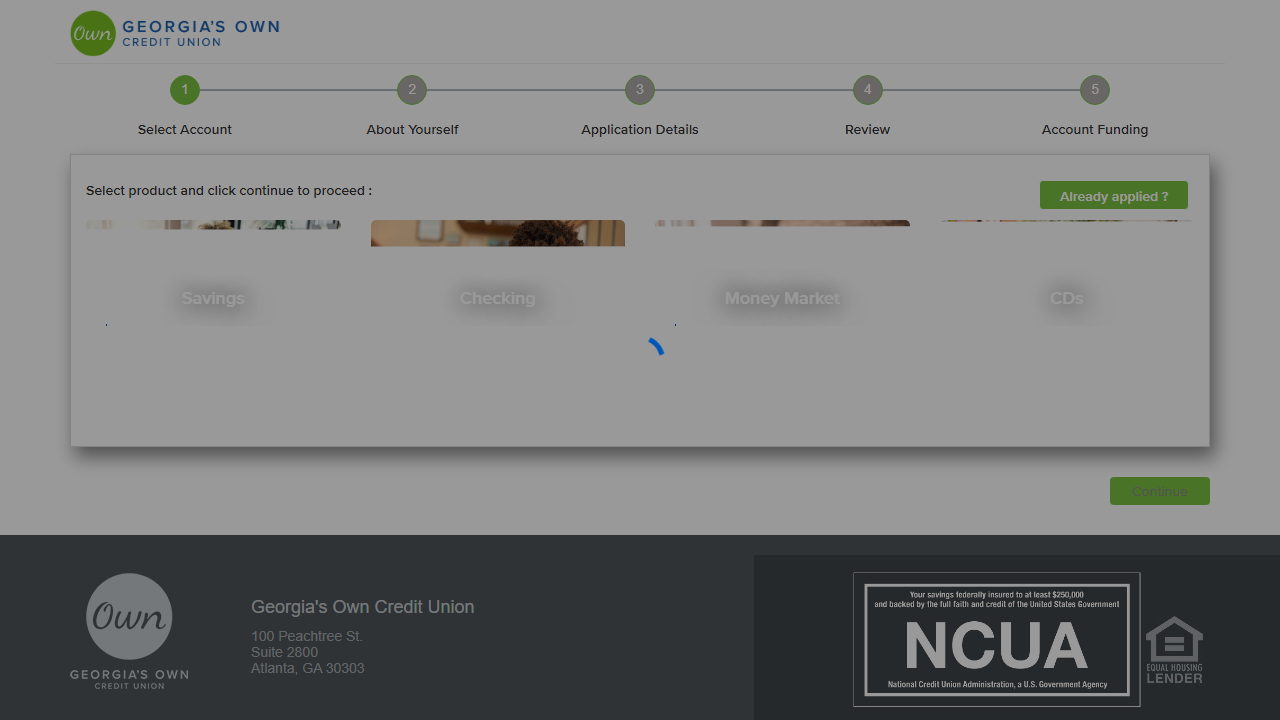 Own
GEORGIA'S OWN
CREDIT UNION
1
2
3
4
5
Select Account
About Yourself
Application Details
Review
Account Funding
Select product and click continue to proceed :
Already applied ?
Savings
Checking
Money Market
CDs
Continue
Own
GEORGIA'S OWN
CREDIT UNION
Georgia's Own Credit Union
100 Peachtree St.
Suite 2800
Atlanta, GA 30303
Your savings federally insured to at least $250,000
and backed by the full faith and credit of the United States Government
NCUA
National Credit Union Administration, a U.S. Government Agency
EQUAL HOUSING
LENDER